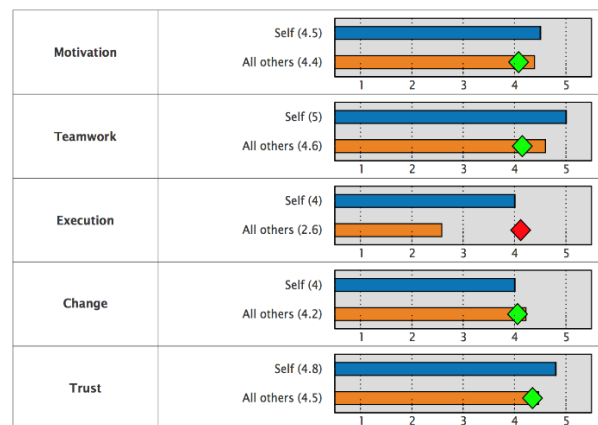 Motivation
Self (4.5)
All others (4.4)
1 2 3 4 5
Teamwork
Self (5)
All others (4.6)
1 2 3 4 5
Execution
Self (4)
All others (2.6)
1 2 3 4 5
Change
Self (4)
All others (4.2)
1 2 3 4 5
Trust
Self (4.8)
All others (4.5)
1 2 3 4 5